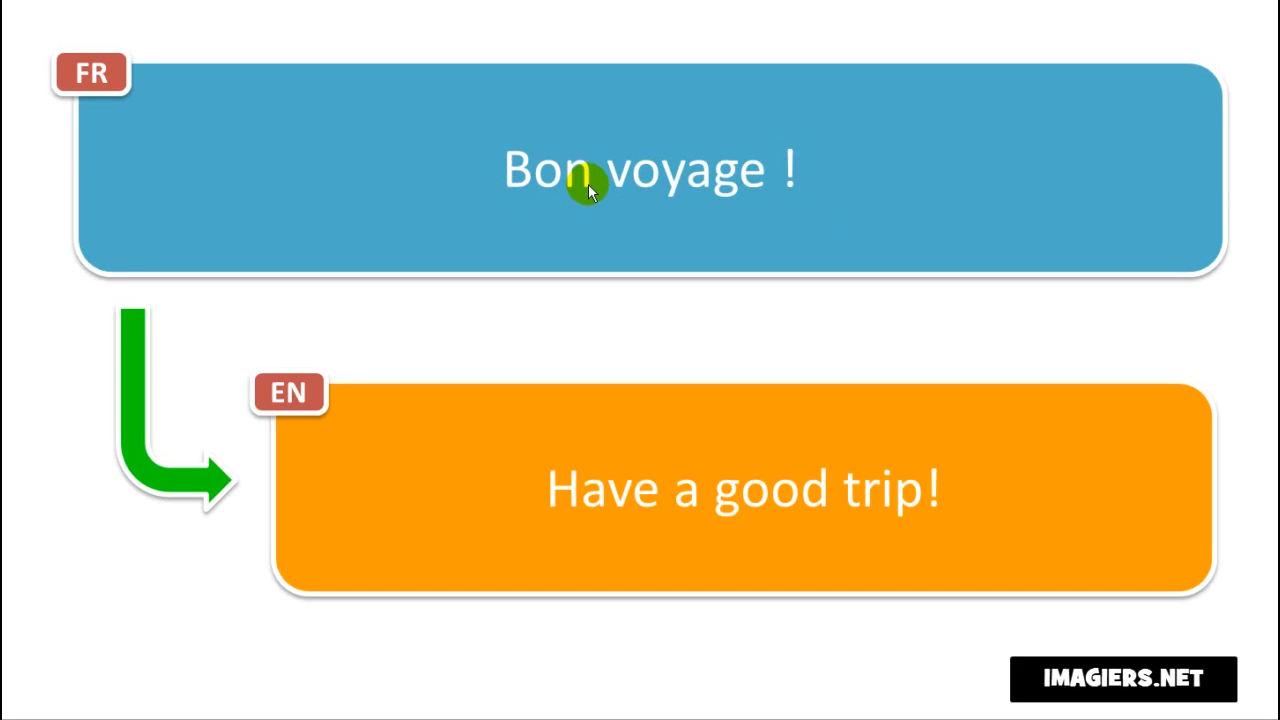 FR
Bon voyage !
EN
Have a good trip!
IMAGIERS.NET